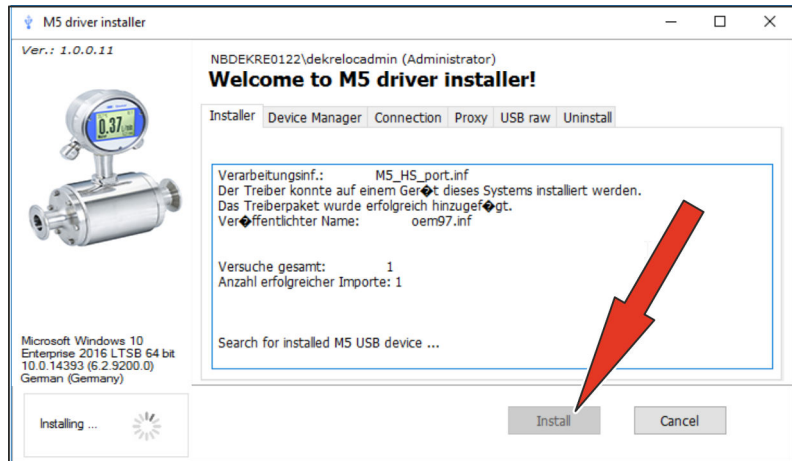 M5 driver installer
Ver.: 1.0.0.11
NBDEKRE0122\dekrelocadmin (Administrator)
Welcome to M5 driver installer!
Installer Device Manager Connection Proxy USB raw Uninstall
0.37
Verarbeitungsinf.: M5_HS_port.inf
Der Treiber konnte auf einem Ger�t dieses Systems installiert werden.
Das Treiberpaket wurde erfolgreich hinzugef�gt.
Ver�ffentlichter Name: oem97.inf
Versuche gesamt: 1
Anzahl erfolgreicher Importe: 1
Search for installed M5 USB device ...
Microsoft Windows 10
Enterprise 2016 LTSB 64 bit
10.0.14393 (6.2.9200.0)
German (Germany)
Installing ...
Install Cancel